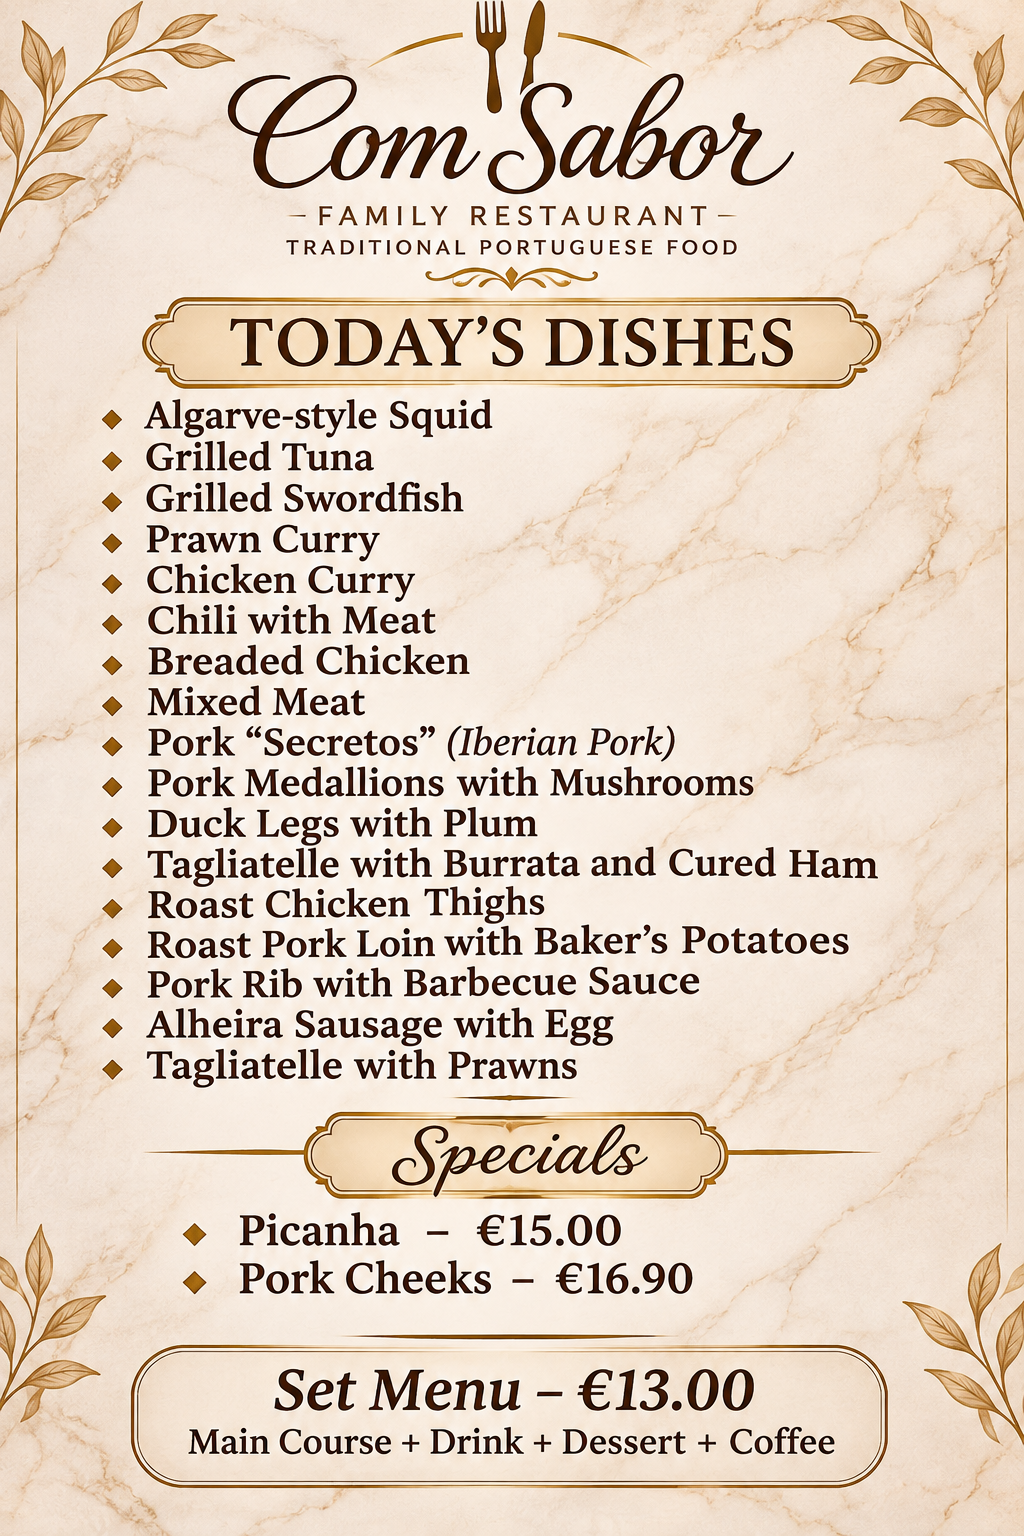 Com Sabor
– FAMILY RESTAURANT –
TRADITIONAL PORTUGUESE FOOD
TODAY’S DISHES
Algarve-style Squid
Grilled Tuna
Grilled Swordfish
Prawn Curry
Chicken Curry
Chili with Meat
Breaded Chicken
Mixed Meat
Pork “Secretos” (Iberian Pork)
Pork Medallions with Mushrooms
Duck Legs with Plum
Tagliatelle with Burrata and Cured Ham
Roast Chicken Thighs
Roast Pork Loin with Baker’s Potatoes
Pork Rib with Barbecue Sauce
Alheira Sausage with Egg
Tagliatelle with Prawns
Specials
Picanha – €15.00
Pork Cheeks – €16.90
Set Menu – €13.00
Main Course + Drink + Dessert + Coffee